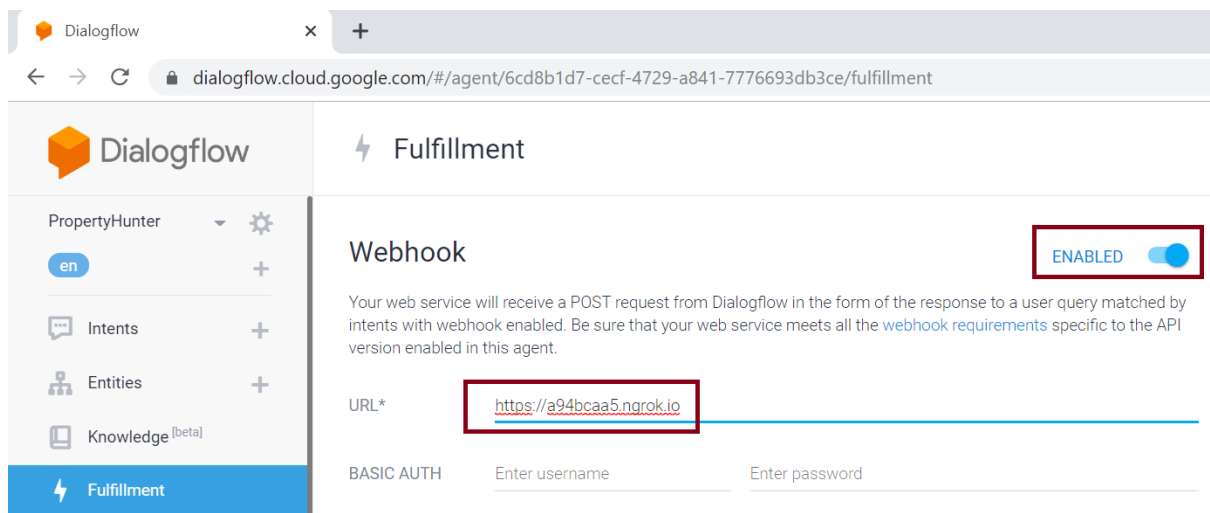 Dialogflow
dialogflow.cloud.google.com/#/agent/6cd8b1d7-cecf-4729-a841-7776693db3ce/fulfillment
Dialogflow
Fulfillment
PropertyHunter
en
Intents
Entities
Knowledge [beta]
Fulfillment
Webhook
ENABLED
Your web service will receive a POST request from Dialogflow in the form of the response to a user query matched by
intents with webhook enabled. Be sure that your web service meets all the webhook requirements specific to the API
version enabled in this agent.
URL* https://a94bcaa5.ngrok.io
BASIC AUTH Enter username Enter password